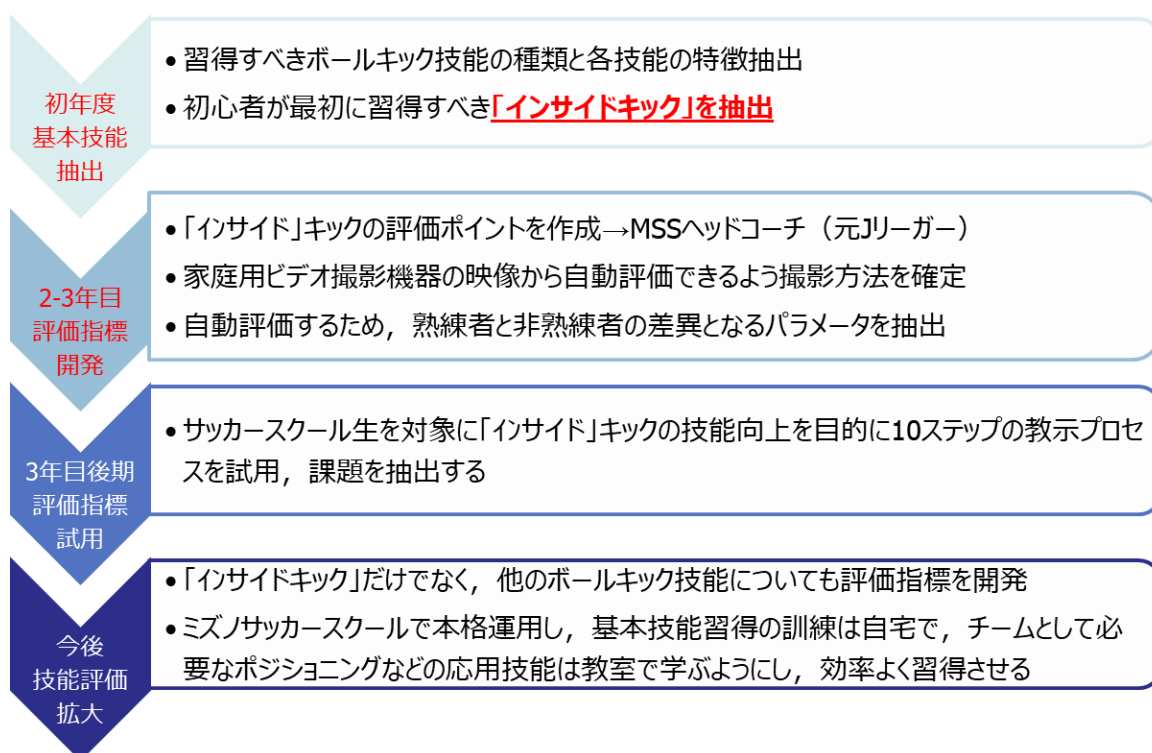 初年度
基本技能
抽出
•習得すべきボールキック技能の種類と各技能の特徴抽出
•初心者が最初に習得すべき「インサイドキック」を抽出
2-3年目
評価指標
開発
•「インサイド」キックの評価ポイントを作成→MSSヘッドコーチ（元Jリーガー）
•家庭用ビデオ撮影機器の映像から自動評価できるよう撮影方法を確定
•自動評価するため，熟練者と非熟練者の差異となるパラメータを抽出
3年目後期
評価指標
試用
•サッカースクール生を対象に「インサイド」キックの技能向上を目的に10ステップの教示プロセ
スを試用，課題を抽出する
今後
技能評価
拡大
•「インサイドキック」だけでなく，他のボールキック技能についても評価指標を開発
•ミズノサッカースクールで本格運用し，基本技能習得の訓練は自宅で，チームとして必
要なポジショニングなどの応用技能は教室で学ぶようにし，効率よく習得させる